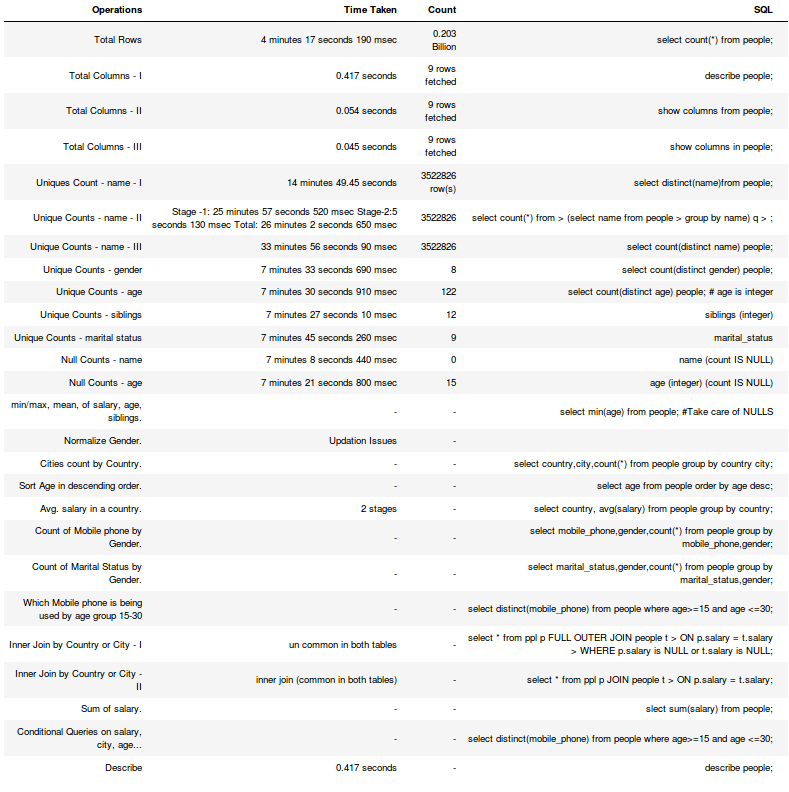 Operations Time Taken Count SQL
Total Rows 4 minutes 17 seconds 190 msec 0.203 Billion select count(*) from people;
Total Columns - I 0.417 seconds 9 rows fetched describe people;
Total Columns - II 0.054 seconds 9 rows fetched show columns from people;
Total Columns - III 0.045 seconds 9 rows fetched show columns in people;
Uniques Count - name - I 14 minutes 49.45 seconds 3522826 row(s) select distinct(name)from people;
Unique Counts - name - II Stage -1: 25 minutes 57 seconds 520 msec Stage-2:5 seconds 130 msec Total: 26 minutes 2 seconds 650 msec 3522826 select count(*) from > (select name from people > group by name) q > ;
Unique Counts - name - III 33 minutes 56 seconds 90 msec 3522826 select count(distinct name) people;
Unique Counts - gender 7 minutes 33 seconds 690 msec 8 select count(distinct gender) people;
Unique Counts - age 7 minutes 30 seconds 910 msec 122 select count(distinct age) people; # age is integer
Unique Counts - siblings 7 minutes 27 seconds 10 msec 12 siblings (integer)
Unique Counts - marital status 7 minutes 45 seconds 260 msec 9 marital_status
Null Counts - name 7 minutes 8 seconds 440 msec 0 name (count IS NULL)
Null Counts - age 7 minutes 21 seconds 800 msec 15 age (integer) (count IS NULL)
min/max, mean, of salary, age, siblings. - - select min(age) from people; #Take care of NULLS
Normalize Gender. Updation Issues -
Cities count by Country. - - select country,city,count(*) from people group by country city;
Sort Age in descending order. - - select age from people order by age desc;
Avg. salary in a country. 2 stages - select country, avg(salary) from people group by country;
Count of Mobile phone by Gender. - - select mobile_phone,gender,count(*) from people group by mobile_phone,gender;
Count of Marital Status by Gender. - - select marital_status,gender,count(*) from people group by marital_status,gender;
Which Mobile phone is being used by age group 15-30 - - select distinct(mobile_phone) from people where age>=15 and age <=30;
Inner Join by Country or City - I un common in both tables - select * from ppl p FULL OUTER JOIN people t > ON p.salary = t.salary > WHERE p.salary is NULL or t.salary is NULL;
Inner Join by Country or City - II inner join (common in both tables) - select * from ppl p JOIN people t > ON p.salary = t.salary;
Sum of salary. - - slect sum(salary) from people;
Conditional Queries on salary, city, age... - - select distinct(mobile_phone) from people where age>=15 and age <=30;
Describe 0.417 seconds - describe people;